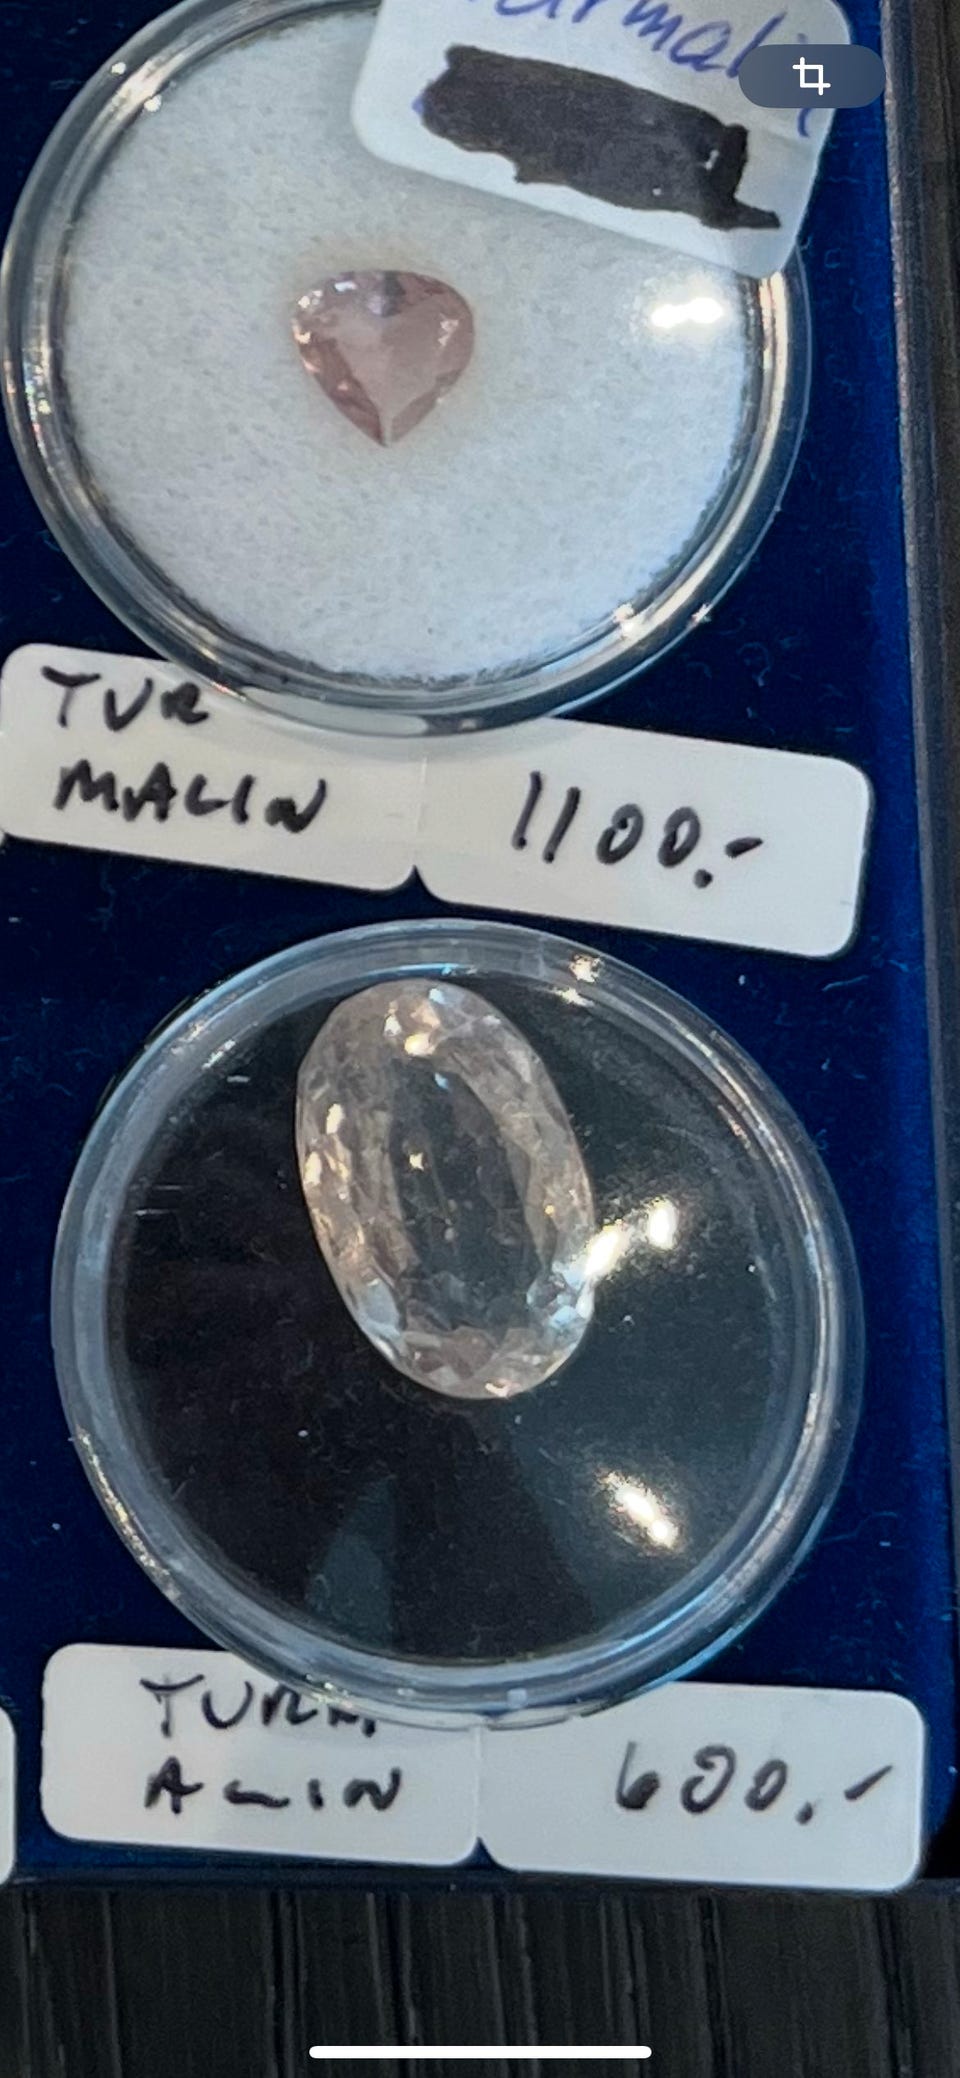 TUR
MALIN
1100.-
TURM
ALIN
600.-